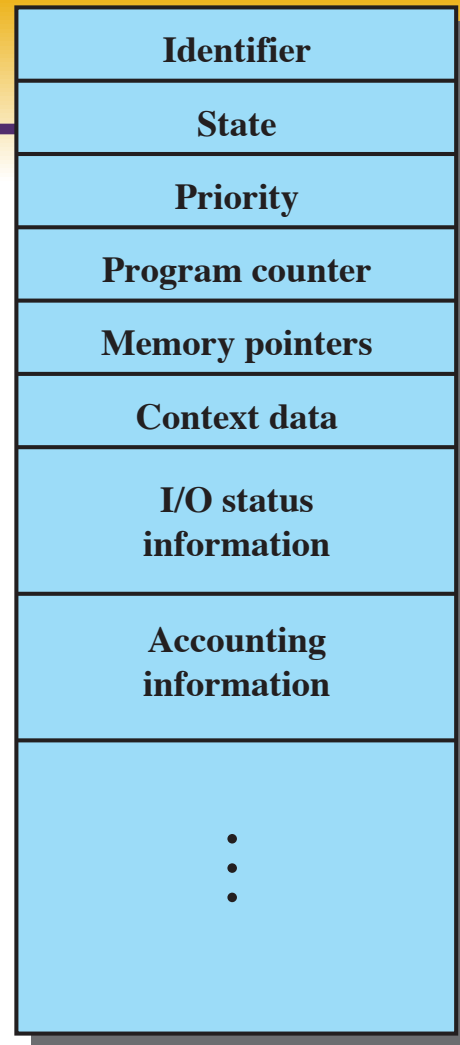 Identifier
State
Priority
Program counter
Memory pointers
Context data
I/O status
information
Accounting
information